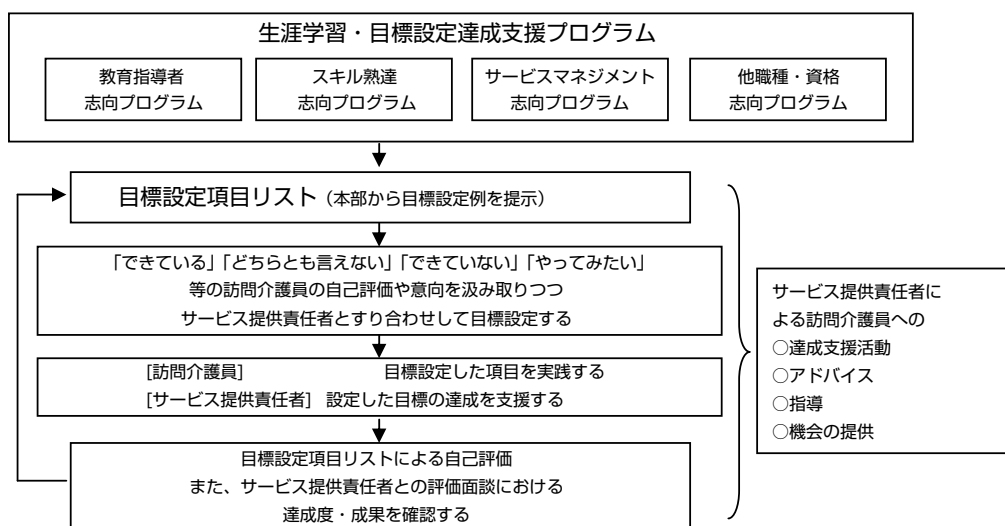 生涯学習・目標設定達成支援プログラム
教育指導者
志向プログラム
スキル熟達
志向プログラム
サービスマネジメント
志向プログラム
他職種・資格
志向プログラム
目標設定項目リスト（本部から目標設定例を提示）
「できている」「どちらとも言えない」「できていない」「やってみたい」
等の訪問介護員の自己評価や意向を汲み取りつつ
サービス提供責任者とすり合わせして目標設定する
[訪問介護員] 目標設定した項目を実践する
[サービス提供責任者] 設定した目標の達成を支援する
目標設定項目リストによる自己評価
また、サービス提供責任者との評価面談における
達成度・成果を確認する
サービス提供責任者に
よる訪問介護員への
○達成支援活動
○アドバイス
○指導
○機会の提供